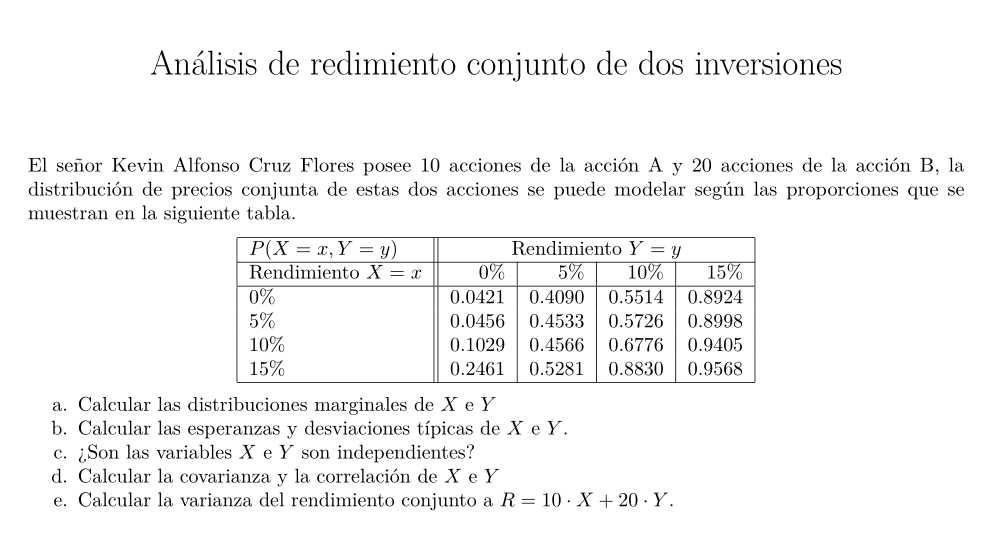 Análisis de redimiento conjunto de dos inversiones
El señor Kevin Alfonso Cruz Flores posee 10 acciones de la acción A y 20 acciones de la acción B, la
distribución de precios conjunta de estas dos acciones se puede modelar según las proporciones que se
muestran en la siguiente tabla.
P(X = x, Y = y) Rendimiento Y = y
Rendimiento X = x 0% 5% 10% 15%
0% 0.0421 0.4090 0.5514 0.8924
5% 0.0456 0.4533 0.5726 0.8998
10% 0.1029 0.4566 0.6776 0.9405
15% 0.2461 0.5281 0.8830 0.9568
a. Calcular las distribuciones marginales de X e Y
b. Calcular las esperanzas y desviaciones típicas de X e Y.
c. ¿Son las variables X e Y son independientes?
d. Calcular la covarianza y la correlación de X e Y
e. Calcular la varianza del rendimiento conjunto a R = 10 · X + 20 · Y.